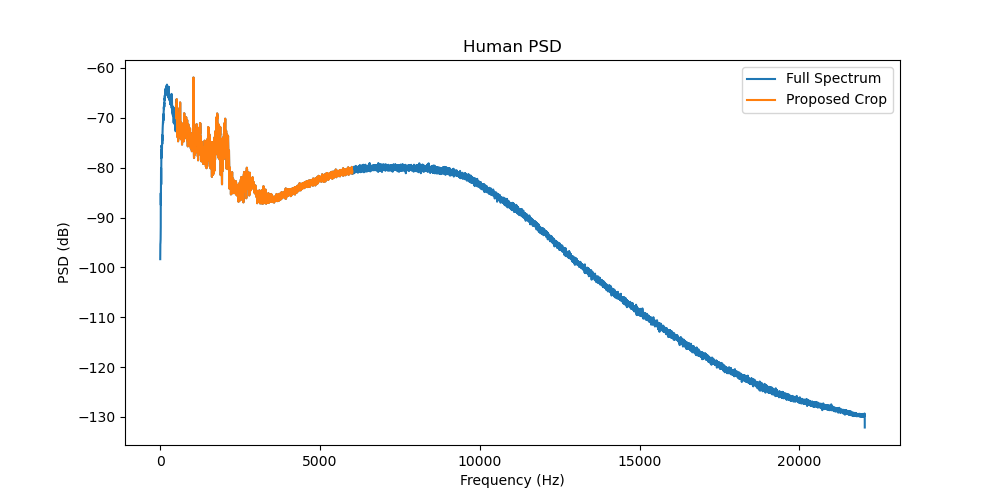 Human PSD
Full Spectrum
Proposed Crop
PSD (dB)
−60
−70
−80
−90
−100
−110
−120
−130
0
5000
10000
15000
20000
Frequency (Hz)